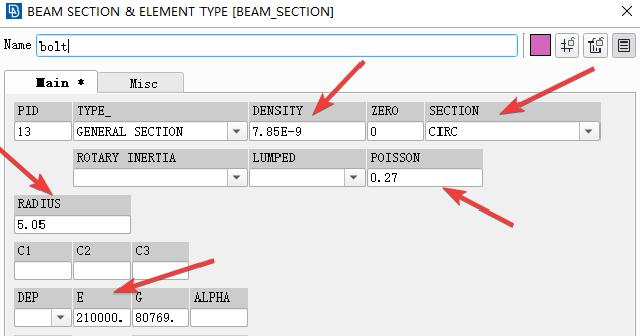 BEAM SECTION & ELEMENT TYPE [BEAM_SECTION]
Name bolt
Main * Misc
PID TYPE_ DENSITY ZERO SECTION
13 GENERAL SECTION 7.85E-9 0 CIRC
ROTARY INERTIA LUMPED POISSON
0.27
RADIUS
5.05
C1 C2 C3
DEP E G ALPHA
210000. 80769.